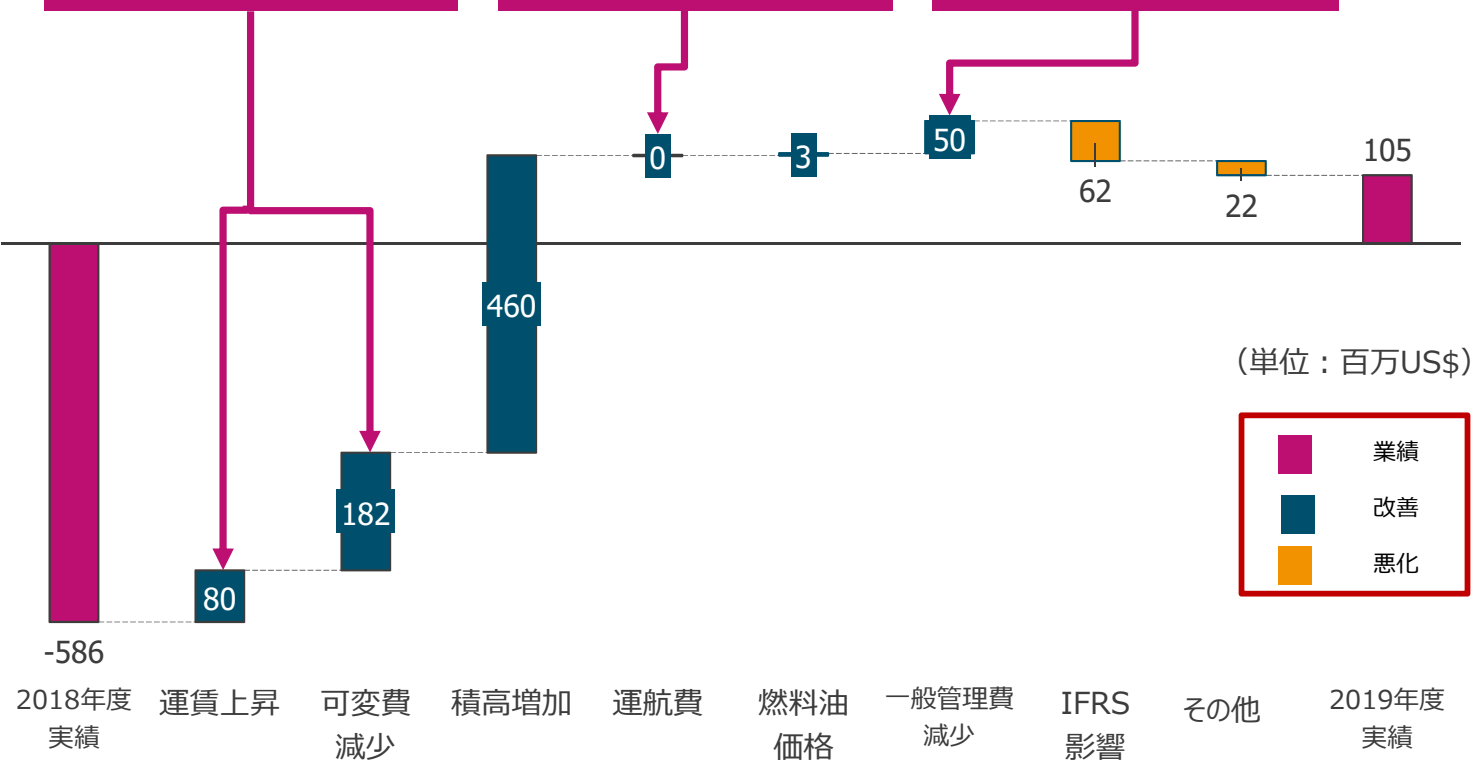 0
3
50
62
22
105
460
(単位：百万US$)
業績
改善
悪化
182
80
-586
2018年度
実績
運賃上昇
可変費
減少
積高増加
運航費
燃料油
価格
一般管理費
減少
IFRS
影響
その他
2019年度
実績